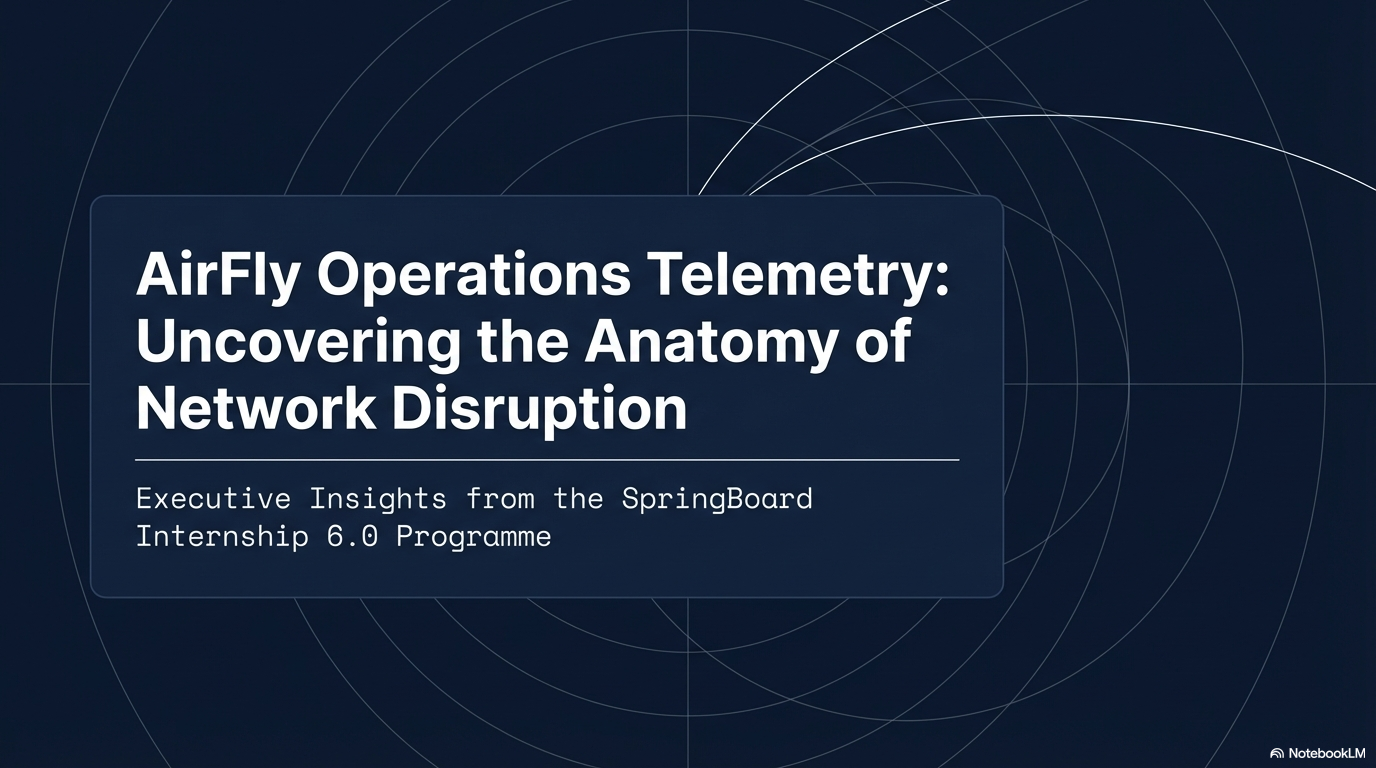 AirFly Operations Telemetry:
Uncovering the Anatomy of
Network Disruption
Executive Insights from the SpringBoard
Internship 6.0 Programme
NotebookLM